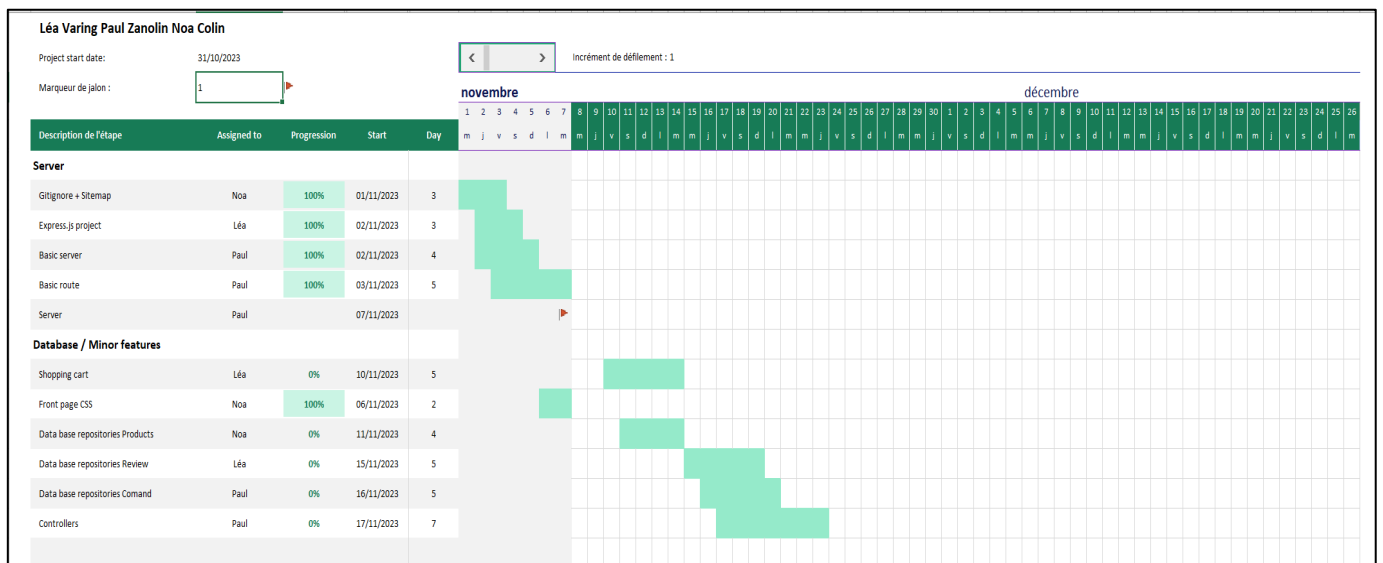 Léa Varing Paul Zanolin Noa Colin
Project start date: 31/10/2023 Incrément de défilement : 1
Marqueur de jalon : 1
novembre décembre
1 2 3 4 5 6 7 8 9 10 11 12 13 14 15 16 17 18 19 20 21 22 23 24 25 26 27 28 29 30 1 2 3 4 5 6 7 8 9 10 11 12 13 14 15 16 17 18 19 20 21 22 23 24 25 26
Description de l'étape Assigned to Progression Start Day m j v s d l m m j v s d l m m j v s d l m m j v s d l m m j v s d l m m j v s d l m m j v s d l m m j v s d l m
Server
Gitignore + Sitemap Noa 100% 01/11/2023 3
Express.js project Léa 100% 02/11/2023 3
Basic server Paul 100% 02/11/2023 4
Basic route Paul 100% 03/11/2023 5
Server Paul 07/11/2023
Database / Minor features
Shopping cart Léa 0% 10/11/2023 5
Front page CSS Noa 100% 06/11/2023 2
Data base repositories Products Noa 0% 11/11/2023 4
Data base repositories Review Léa 0% 15/11/2023 5
Data base repositories Comand Paul 0% 16/11/2023 5
Controllers Paul 0% 17/11/2023 7